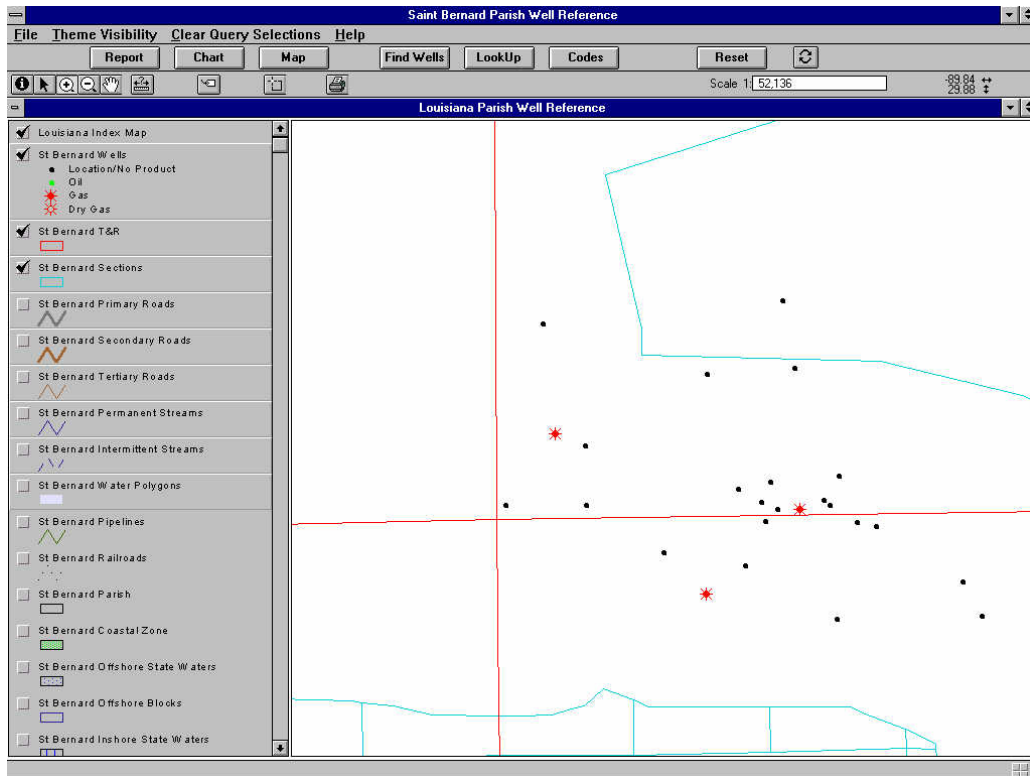 Saint Bernard Parish Well Reference
File Theme Visibility Clear Query Selections Help
Report Chart Map Find Wells LookUp Codes Reset
Scale 1: 52,136
-89.84
29.88
Louisiana Parish Well Reference
Louisiana Index Map
St Bernard Wells
Location/No Product
Oil
Gas
Dry Gas
St Bernard T&R
St Bernard Sections
St Bernard Primary Roads
St Bernard Secondary Roads
St Bernard Tertiary Roads
St Bernard Permanent Streams
St Bernard Intermittent Streams
St Bernard Water Polygons
St Bernard Pipelines
St Bernard Railroads
St Bernard Parish
St Bernard Coastal Zone
St Bernard Offshore State Waters
St Bernard Offshore Blocks
St Bernard Inshore State Waters